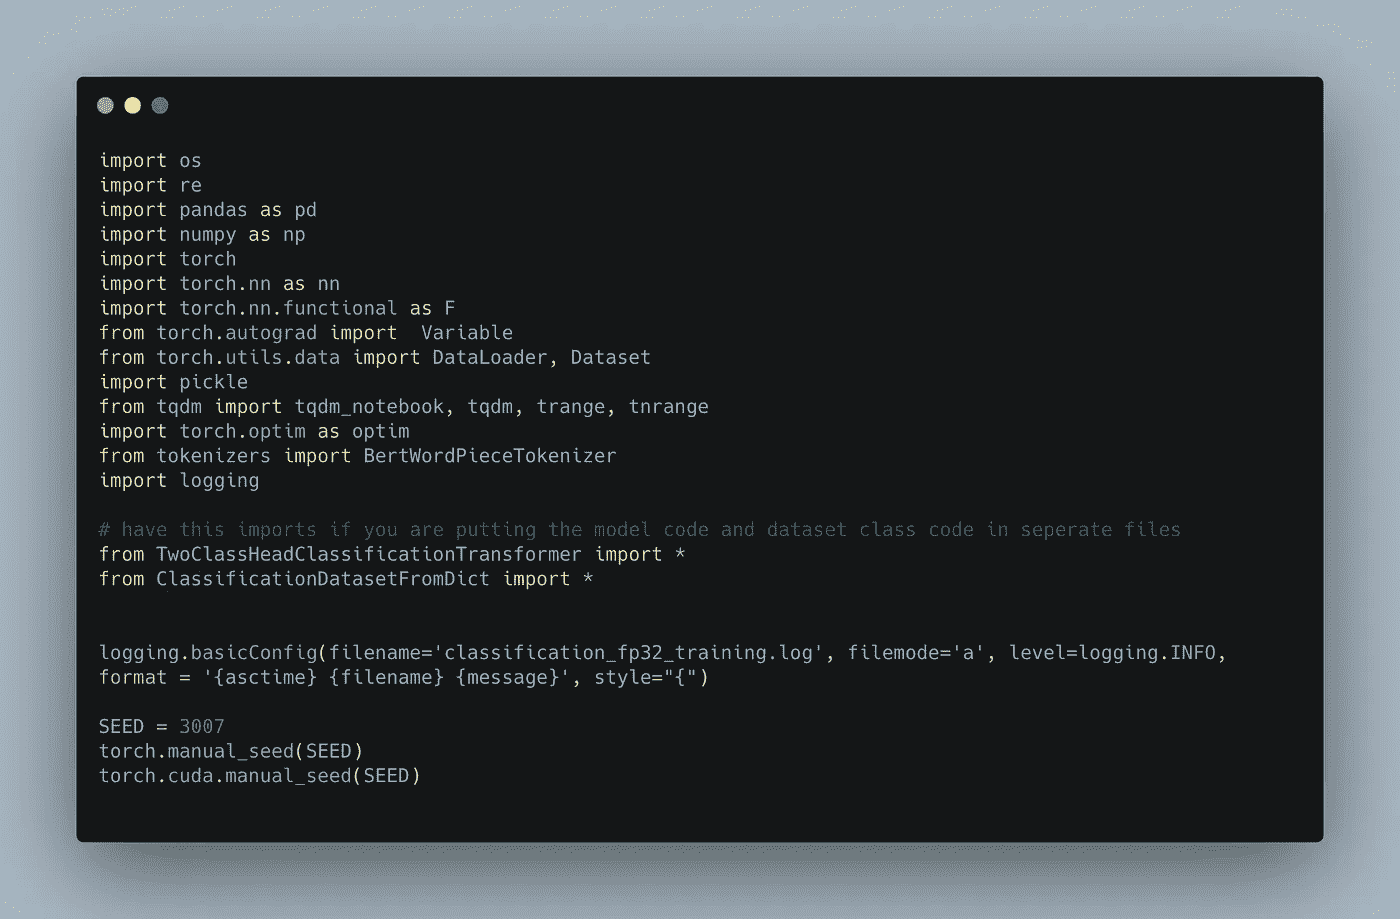 import os
import re
import pandas as pd
import numpy as np
import torch
import torch.nn as nn
import torch.nn.functional as F
from torch.autograd import  Variable
from torch.utils.data import DataLoader, Dataset
import pickle
from tqdm import tqdm_notebook, tqdm, trange, tnrange
import torch.optim as optim
from tokenizers import BertWordPieceTokenizer
import logging
# have this imports if you are putting the model code and dataset class code in seperate files
from TwoClassHeadClassificationTransformer import *
from ClassificationDatasetFromDict import *
logging.basicConfig(filename='classification_fp32_training.log', filemode='a', level=logging.INFO,
format = '{asctime} {filename} {message}', style="{")
SEED = 3007
torch.manual_seed(SEED)
torch.cuda.manual_seed(SEED)